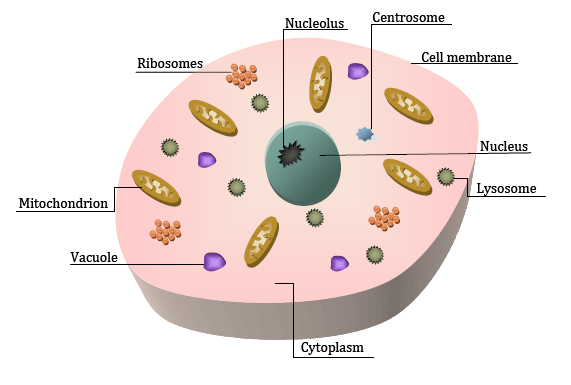 Nucleolus
Centrosome
Ribosomes
Cell membrane
Nucleus
Lysosome
Mitochondrion
Vacuole
Cytoplasm